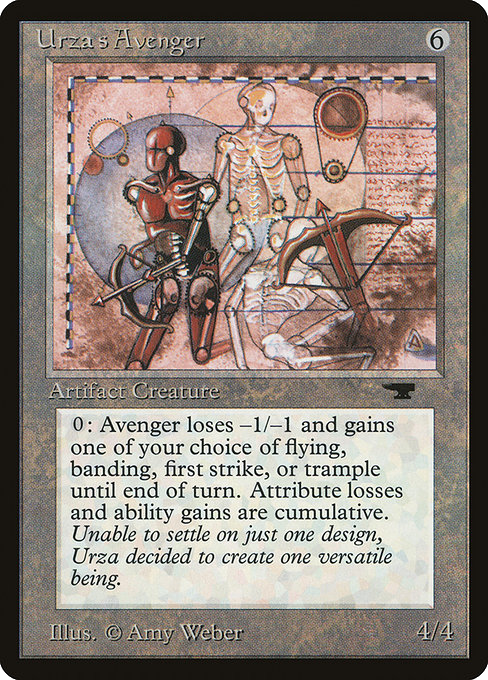 Urza's Avenger 6
Artifact Creature
0: Avenger loses –1/–1 and gains
one of your choice of flying,
banding, first strike, or trample
until end of turn. Attribute losses
and ability gains are cumulative.
Unable to settle on just one design,
Urza decided to create one versatile
being.
Illus. © Amy Weber 4/4